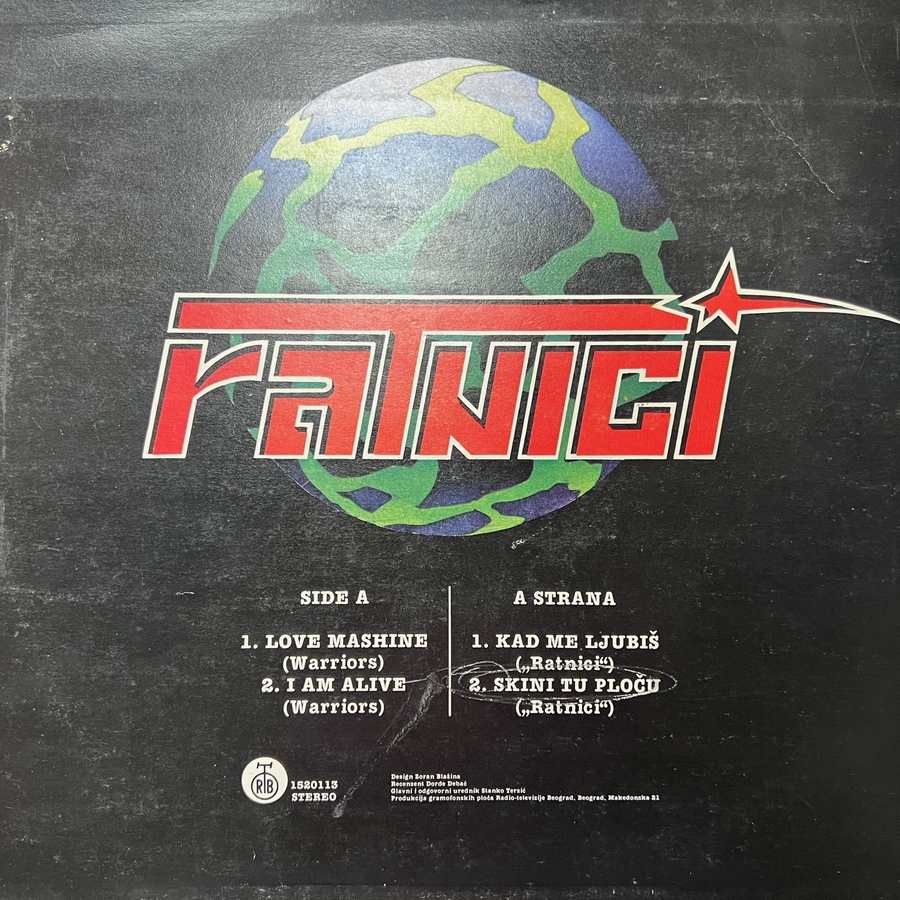 ratnici
SIDE A
1. LOVE MASHINE
(Warriors)
2. I AM ALIVE
(Warriors)
A STRANA
1. KAD ME LJUBIŠ
(„Ratnici“)
2. SKINI TU PLOČU
(„Ratnici“)
RTB
1520113
STEREO
Design Zoran Blažina
Recenzent Đorđe Debač
Glavni i odgovorni urednik Stanko Terzić
Produkcija gramofonskih ploča Radio-televizije Beograd, Beograd, Makedonska 21